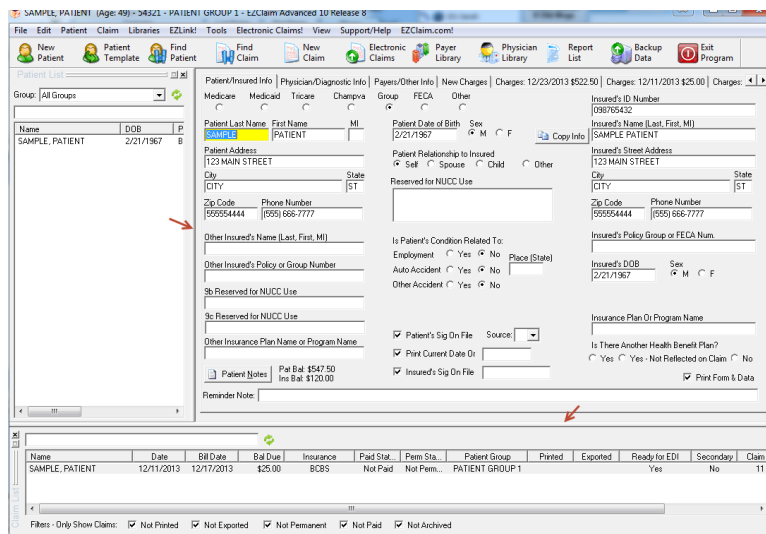 SAMPLE, PATIENT (Age: 49) - 54321 - PATIENT GROUP 1 - EZClaim Advanced 10 Release 8
File Edit Patient Claim Libraries EZLink! Tools Electronic Claims! View Support/Help EZClaim.com!
New Patient Patient Template Find Patient Find Claim New Claim Electronic Claims Payer Library Physician Library Report List Backup Data Exit Program
Patient List
Patient/Insured Info Physician/Diagnostic Info Payers/Other Info New Charges Charges: 12/23/2013 $522.50 Charges: 12/11/2013 $25.00 Charges:
Group: All Groups
Medicare Medicaid Tricare Champva Group FECA Other
Insured's ID Number
098765432
Name DOB P
SAMPLE, PATIENT 2/21/1967 B
Patient Last Name First Name MI Patient Date of Birth Sex Insured's Name (Last, First, MI)
SAMPLE PATIENT 2/21/1967 M F Copy Info SAMPLE PATIENT
Patient Address Patient Relationship to Insured Insured's Street Address
123 MAIN STREET Self Spouse Child Other 123 MAIN STREET
City State Reserved for NUCC Use City State
CITY ST CITY ST
Zip Code Phone Number Zip Code Phone Number
555554444 (555) 666-7777 555554444 (555) 666-7777
Other Insured's Name (Last, First, MI) Is Patient's Condition Related To: Insured's Policy Group or FECA Num.
Employment Yes No Place (State)
Other Insured's Policy or Group Number Auto Accident Yes No Insured's DOB Sex
Other Accident Yes No 2/21/1967 M F
9b Reserved for NUCC Use
9c Reserved for NUCC Use Insurance Plan Or Program Name
Patient's Sig On File Source:
Other Insurance Plan Name or Program Name Is There Another Health Benefit Plan?
Print Current Date Or Yes Yes - Not Reflected on Claim No
Patient Notes Pat Bal: $547.50 Insured's Sig On File Print Form & Data
Ins Bal: $120.00
Reminder Note:
Name Date Bill Date Bal Due Insurance Paid Stat... Perm Sta... Patient Group Printed Exported Ready for EDI Secondary Claim
SAMPLE, PATIENT 12/11/2013 12/17/2013 $25.00 BCBS Not Paid Not Perm... PATIENT GROUP 1 Yes No 11
Claim List
Filters - Only Show Claims: Not Printed Not Exported Not Permanent Not Paid Not Archived